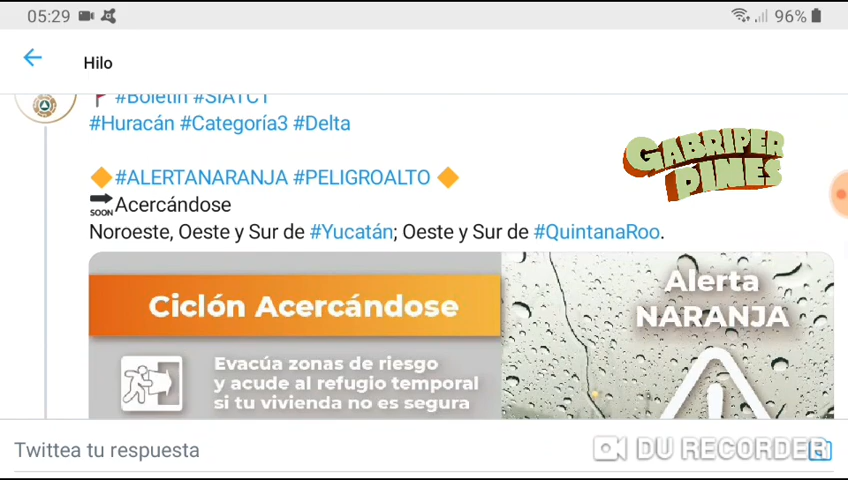 05:29
96%
Hilo
#Boletín #SIATCT
#Huracán #Categoría3 #Delta
#ALERTANARANJA #PELIGROALTO
SOON Acercándose
Noroeste, Oeste y Sur de #Yucatán; Oeste y Sur de #QuintanaRoo.
GABRIPER
DINES
Ciclón Acercándose
Evacúa zonas de riesgo
y acude al refugio temporal
si tu vivienda no es segura
Alerta
NARANJA
Twittea tu respuesta
DU RECORDER